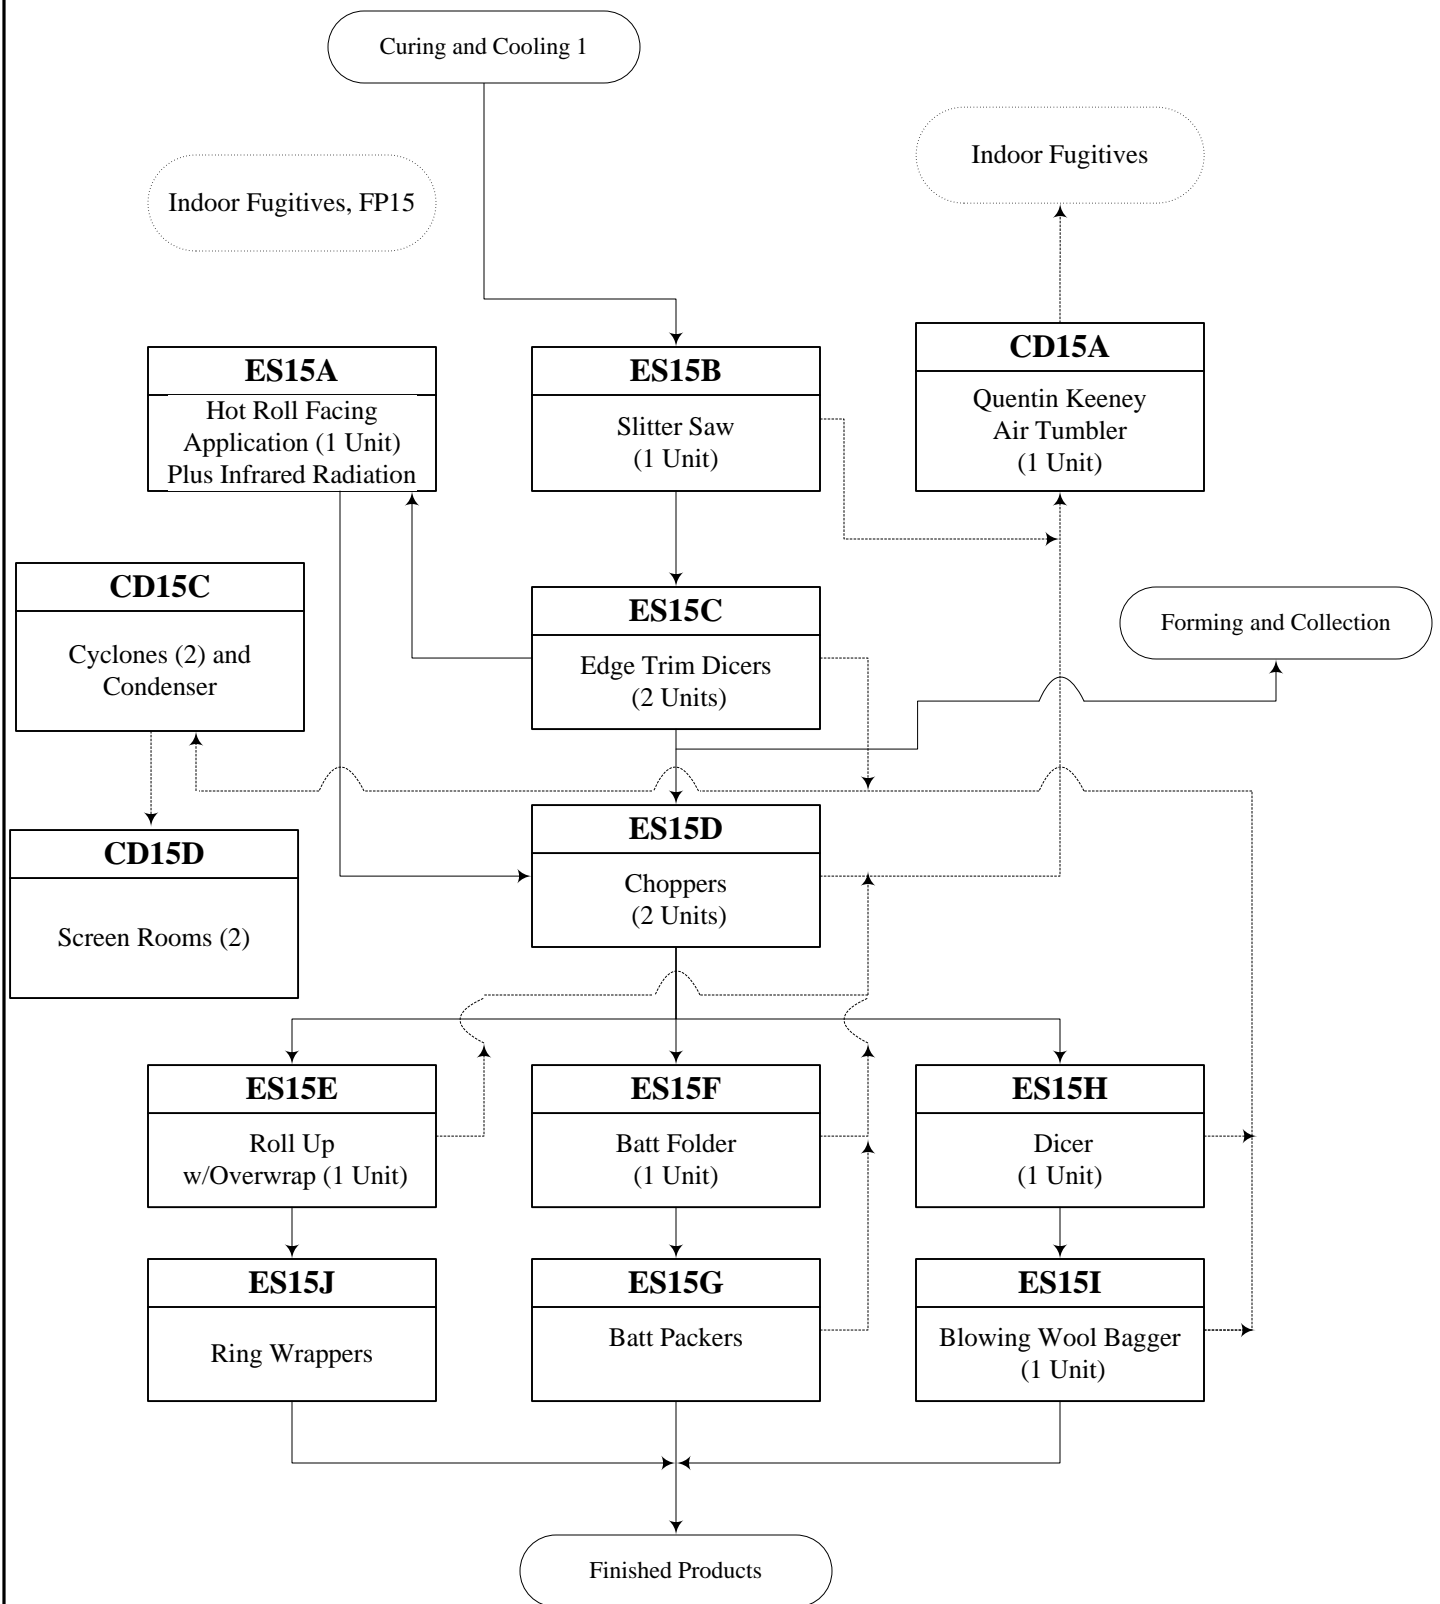 Curing and Cooling 1
Indoor Fugitives
Indoor Fugitives, FP15
CD15A
Quentin Keeney
Air Tumbler
(1 Unit)
ES15A
Hot Roll Facing
Application (1 Unit)
Plus Infrared Radiation
ES15B
Slitter Saw
(1 Unit)
CD15C
Cyclones (2) and
Condenser
ES15C
Edge Trim Dicers
(2 Units)
Forming and Collection
CD15D
Screen Rooms (2)
ES15D
Choppers
(2 Units)
ES15E
Roll Up
w/Overwrap (1 Unit)
ES15F
Batt Folder
(1 Unit)
ES15H
Dicer
(1 Unit)
ES15J
Ring Wrappers
ES15G
Batt Packers
ES15I
Blowing Wool Bagger
(1 Unit)
Finished Products